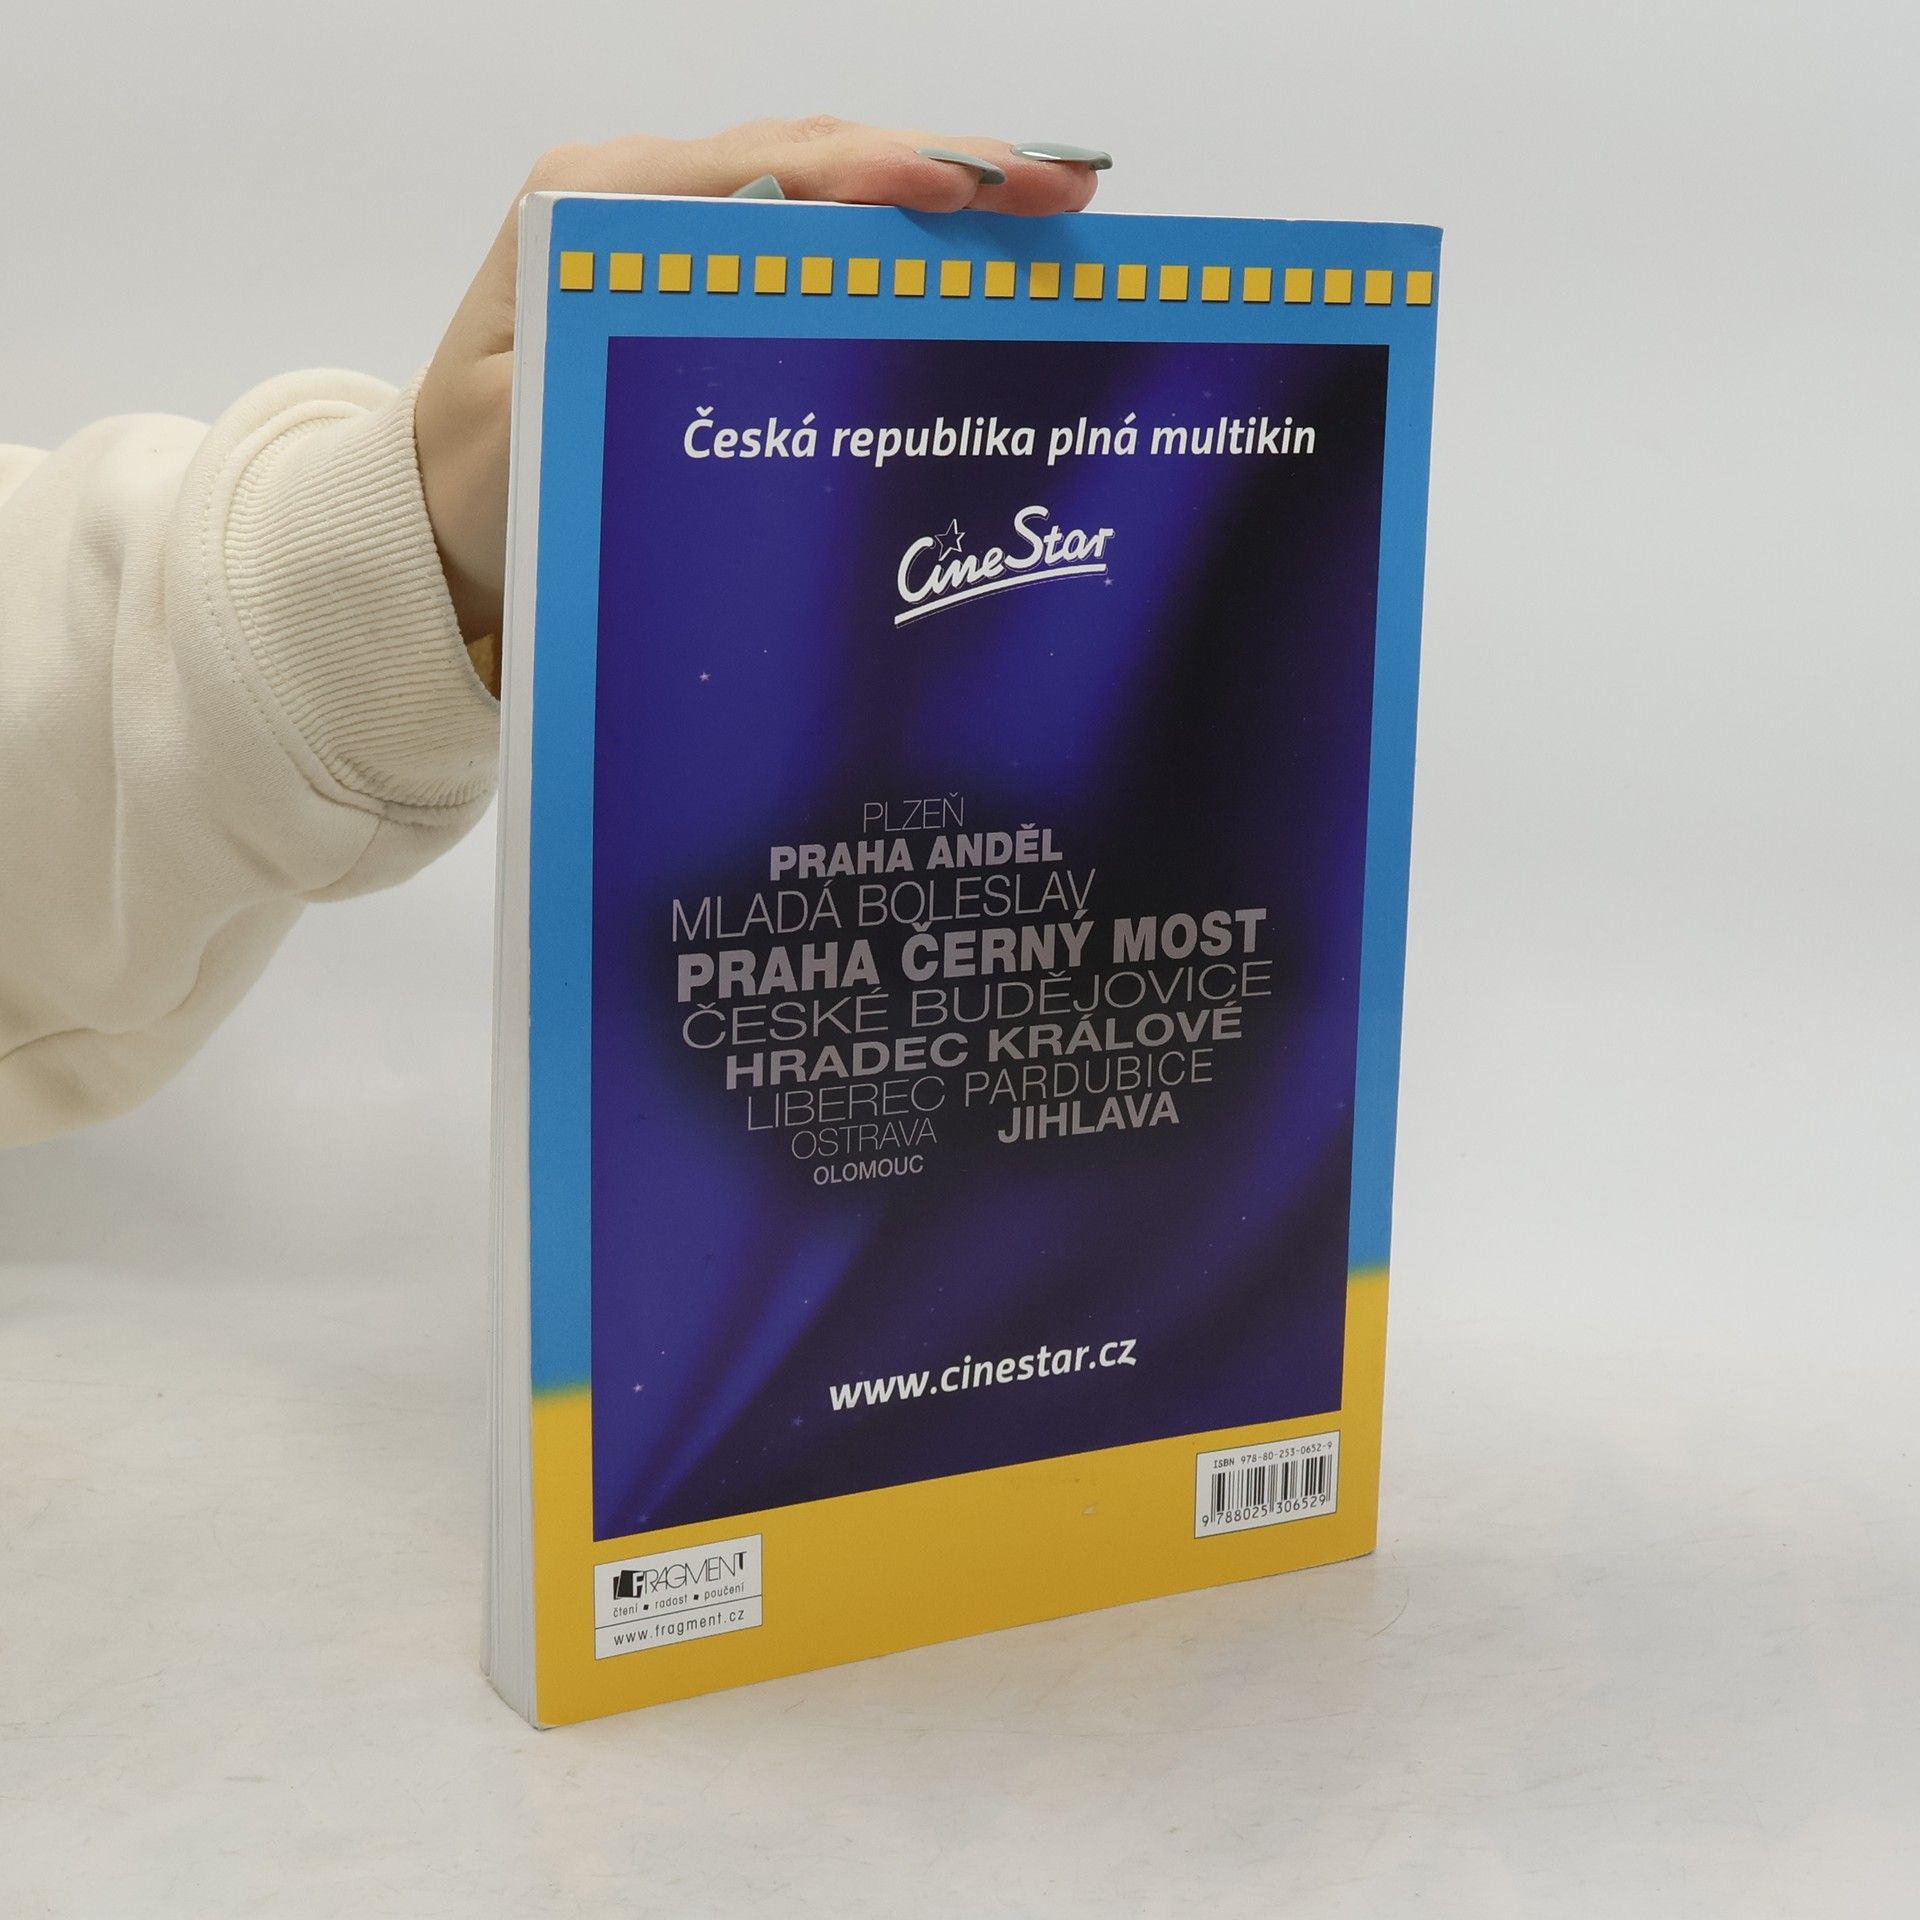 Česká republika plná multikin
CineStar
PLZEŇ
PRAHA ANDĚL
MLADÁ BOLESLAV
PRAHA ČERNÝ MOST
ČESKÉ BUDĚJOVICE
HRADEC KRÁLOVÉ
LIBEREC PARDUBICE
OSTRAVA JIHLAVA
OLOMOUC
www.cinestar.cz
ISBN 978-80-253-0652-9
9 788025 306529
FRAGMENT
čtení ▪ radost ▪ poučení
www.fragment.cz